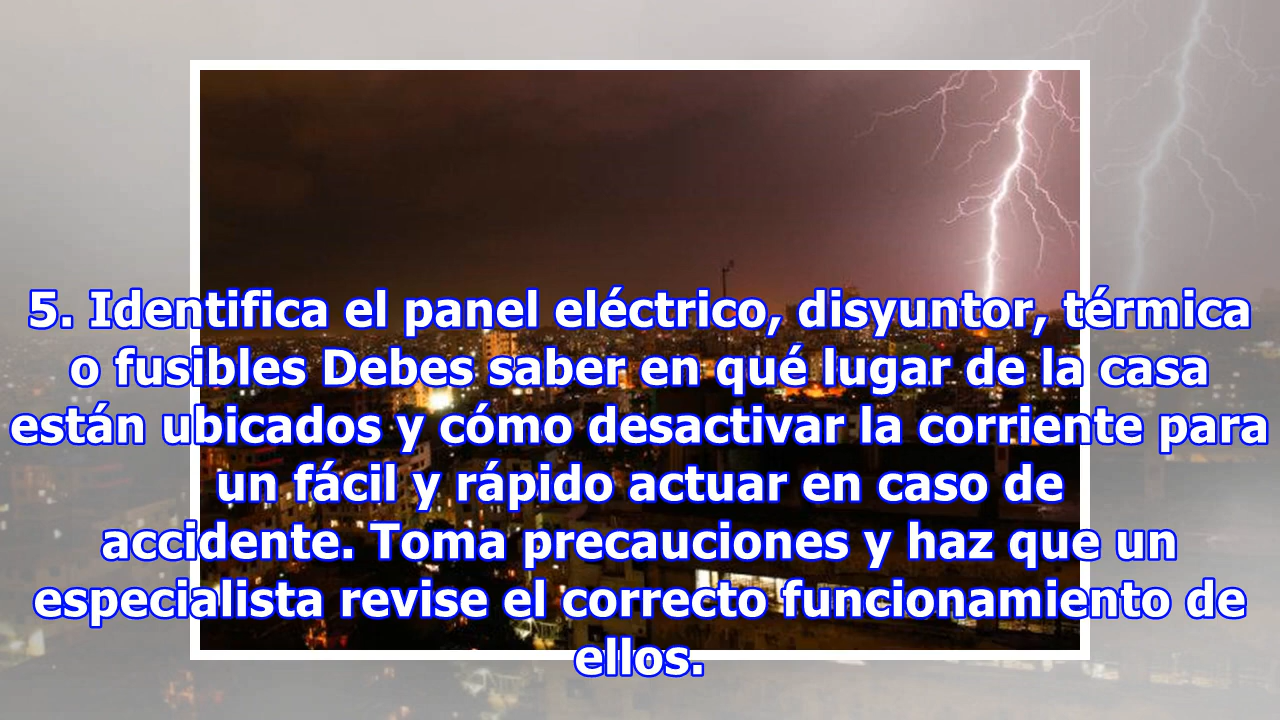 5. Identifica el panel eléctrico, disyuntor, térmica
o fusibles Debes saber en qué lugar de la casa
están ubicados y cómo desactivar la corriente para
un fácil y rápido actuar en caso de
accidente. Toma precauciones y haz que un
especialista revise el correcto funcionamiento de
ellos.